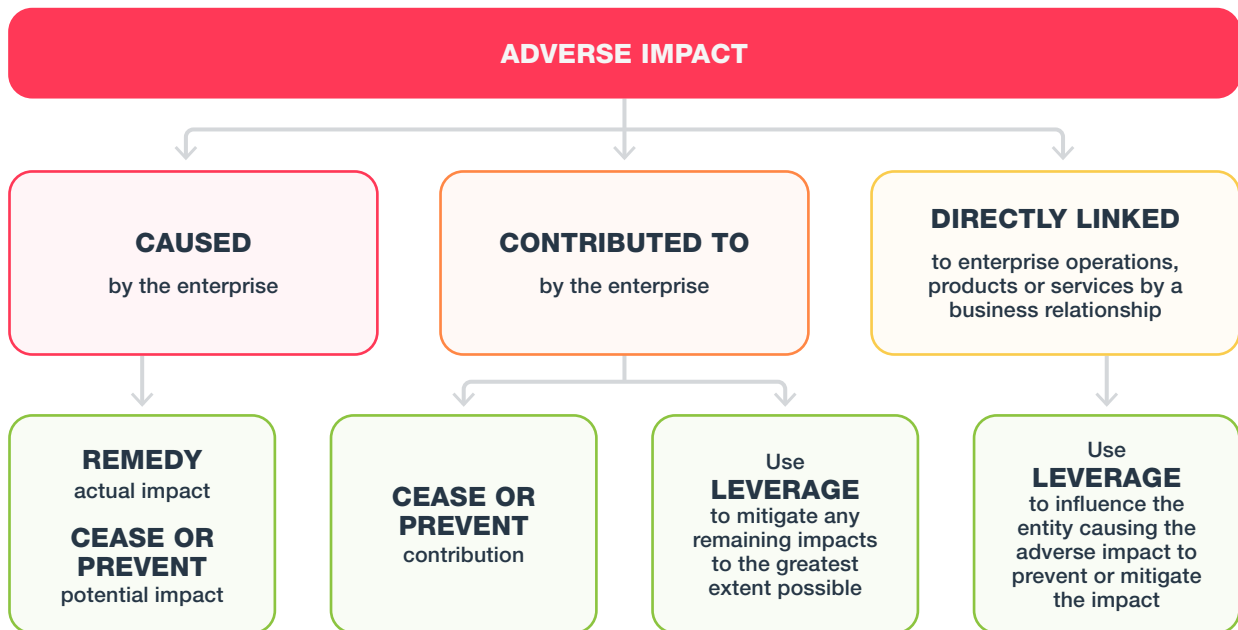 ADVERSE IMPACT
CAUSED
by the enterprise
CONTRIBUTED TO
by the enterprise
DIRECTLY LINKED
to enterprise operations,
products or services by a
business relationship
REMEDY
actual impact
CEASE OR
PREVENT
potential impact
CEASE OR
PREVENT
contribution
Use
LEVERAGE
to mitigate any
remaining impacts
to the greatest
extent possible
Use
LEVERAGE
to influence the
entity causing the
adverse impact to
prevent or mitigate
the impact